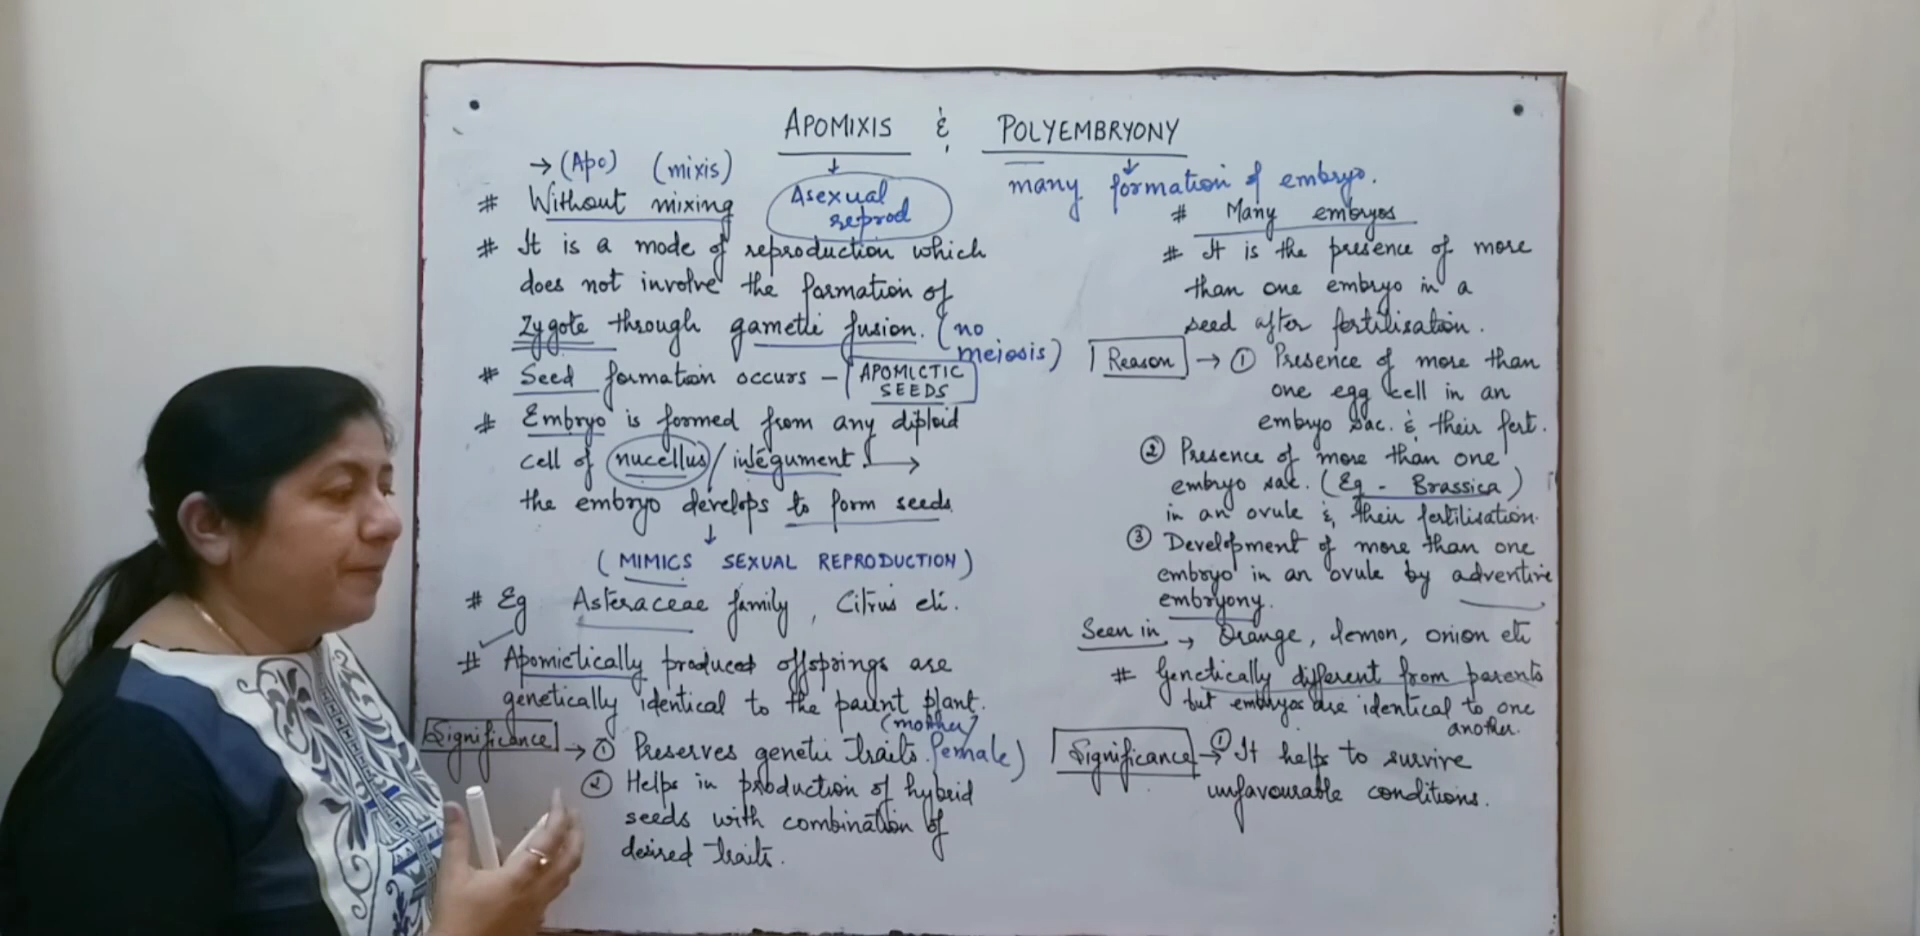 APOMIXIS & POLYEMBRYONY
→ (Apo) (mixis)
# Without mixing
Asexual
reprod
# It is a mode of reproduction which
does not involve the formation of
Zygote through gametic fusion. (no
meiosis)
# Seed formation occurs - APOMICTIC
SEEDS
# Embryo is formed from any diploid
cell of nucellus / integument. →
the embryo develops to form seeds.
↓
(MIMICS SEXUAL REPRODUCTION)
# Eg Asteraceae family, Citrus etc.
# Apomictically produced offsprings are
genetically identical to the parent plant.
(mother/
female)
Significance → ① Preserves genetic traits.
② Helps in production of hybrid
seeds with combination of
desired traits.
many formation of embryo.
# Many embryos
# It is the presence of more
than one embryo in a
seed after fertilisation.
Reason → ① Presence of more than
one egg cell in an
embryo sac. & their fert.
② Presence of more than one
embryo sac. (Eg - Brassica)
in an ovule & their fertilisation.
③ Development of more than one
embryo in an ovule by adventive
embryony.
Seen in → Orange, lemon, onion etc
# Genetically different from parents
but embryos are identical to one
another.
Significance → ① It helps to survive
unfavourable conditions.